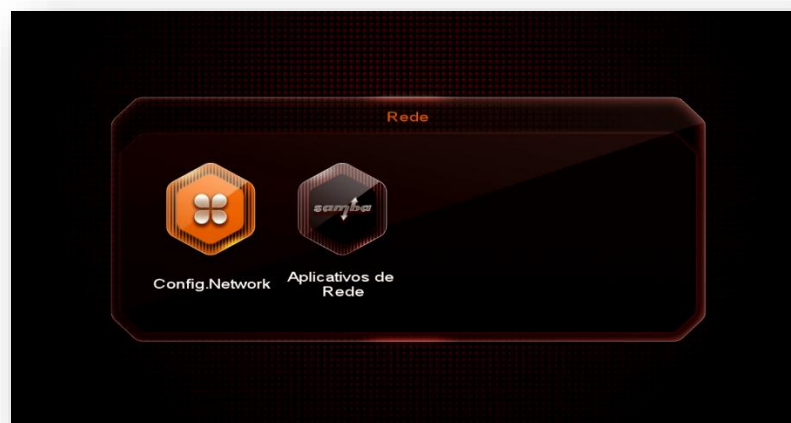 Rede
samba
Config.Network
Aplicativos de
Rede